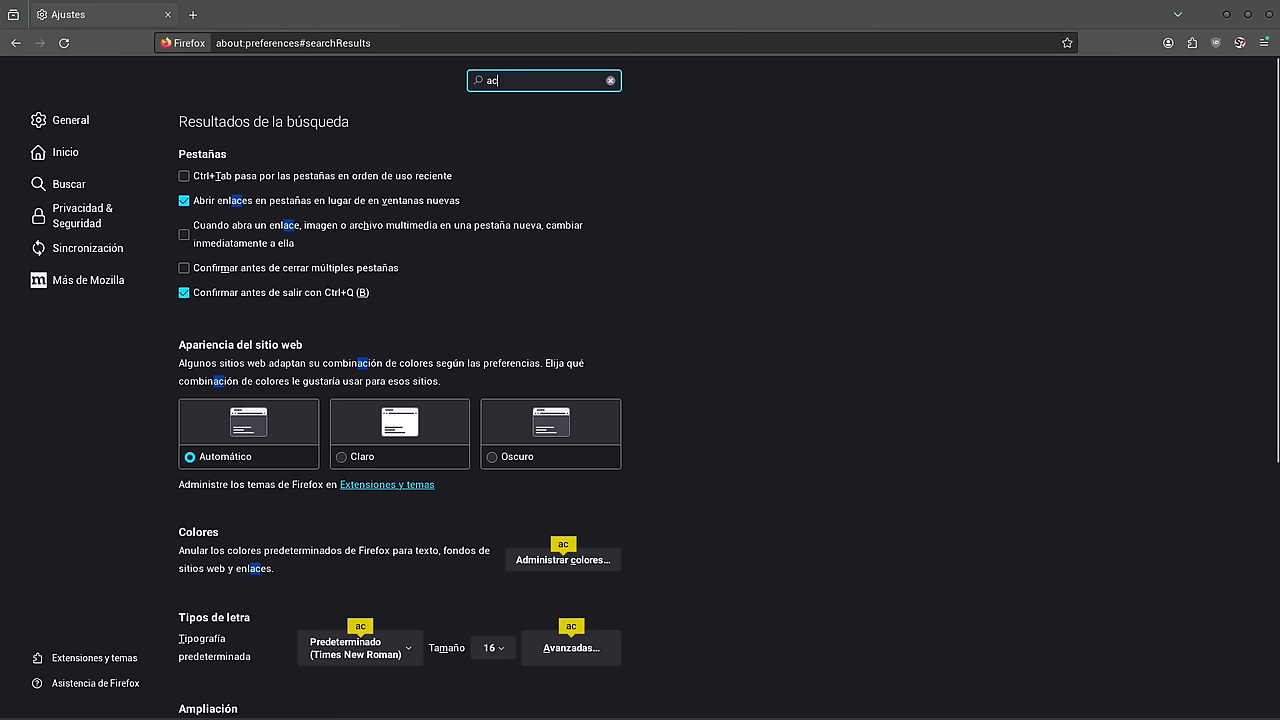 Ajustes
Firefox about:preferences#searchResults
ac
General
Inicio
Buscar
Privacidad &
Seguridad
Sincronización
Más de Mozilla
Extensiones y temas
Asistencia de Firefox
Resultados de la búsqueda
Pestañas
Ctrl+Tab pasa por las pestañas en orden de uso reciente
Abrir enlaces en pestañas en lugar de en ventanas nuevas
Cuando abra un enlace, imagen o archivo multimedia en una pestaña nueva, cambiar
inmediatamente a ella
Confirmar antes de cerrar múltiples pestañas
Confirmar antes de salir con Ctrl+Q (B)
Apariencia del sitio web
Algunos sitios web adaptan su combinación de colores según las preferencias. Elija qué
combinación de colores le gustaría usar para esos sitios.
Automático
Claro
Oscuro
Administre los temas de Firefox en Extensiones y temas
Colores
Anular los colores predeterminados de Firefox para texto, fondos de
sitios web y enlaces.
ac
Administrar colores...
Tipos de letra
Tipografía
predeterminada
ac
Predeterminado
(Times New Roman)
Tamaño
16
ac
Avanzadas...
Ampliación